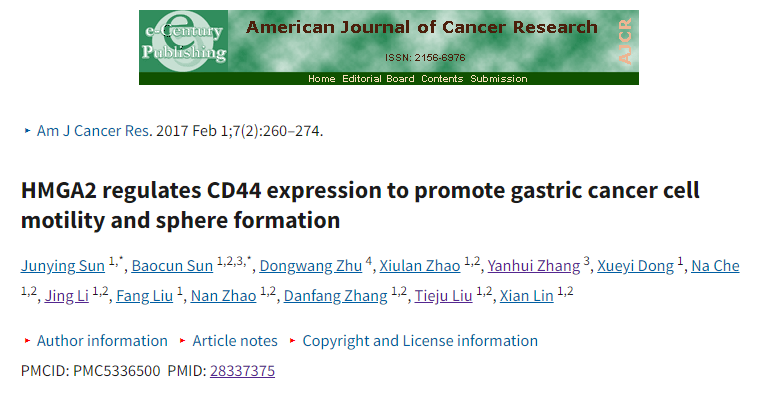 e-Century
Publishing
American Journal of Cancer Research
ISSN: 2156-6976
AJCR
Home Editorial Board Contents Submission
Am J Cancer Res. 2017 Feb 1;7(2):260–274.
HMGA2 regulates CD44 expression to promote gastric cancer cell
motility and sphere formation
Junying Sun 1,*, Baocun Sun 1,2,3,*, Dongwang Zhu 4, Xiulan Zhao 1,2, Yanhui Zhang 3, Xueyi Dong 1, Na Che
1,2, Jing Li 1,2, Fang Liu 1, Nan Zhao 1,2, Danfang Zhang 1,2, Tieju Liu 1,2, Xian Lin 1,2
Author information Article notes Copyright and License information
PMCID: PMC5336500 PMID: 28337375